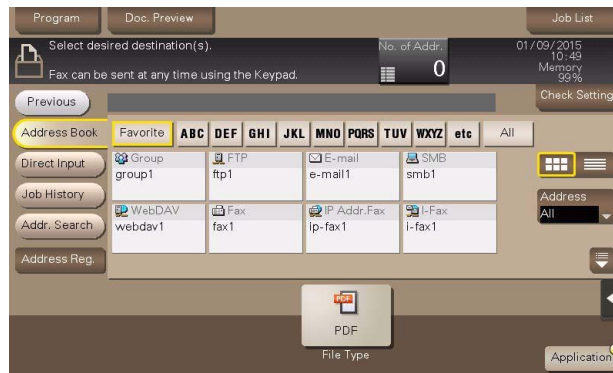 Program
Doc. Preview
Job List
Select desired destination(s).
Fax can be sent at any time using the Keypad.
No. of Addr.
0
01/09/2015
10:49
Memory
99%
Previous
Check Setting
Address Book
Favorite ABC DEF GHI JKL MNO PQRS TUV WXYZ etc All
Direct Input
Group
group1
FTP
ftp1
E-mail
e-mail1
SMB
smb1
Job History
Address
All
Addr. Search
WebDAV
webdav1
Fax
fax1
IP Addr.Fax
ip-fax1
I-Fax
i-fax1
Address Reg.
PDF
PDF
File Type
Application